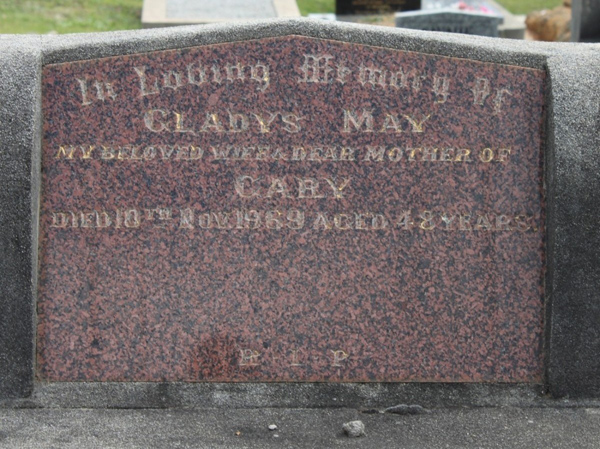 In Loving Memory Of
GLADYS MAY
MY BELOVED WIFE & DEAR MOTHER OF
GARY
DIED 10TH NOV. 1969 AGED 48 YEARS
R · I · P